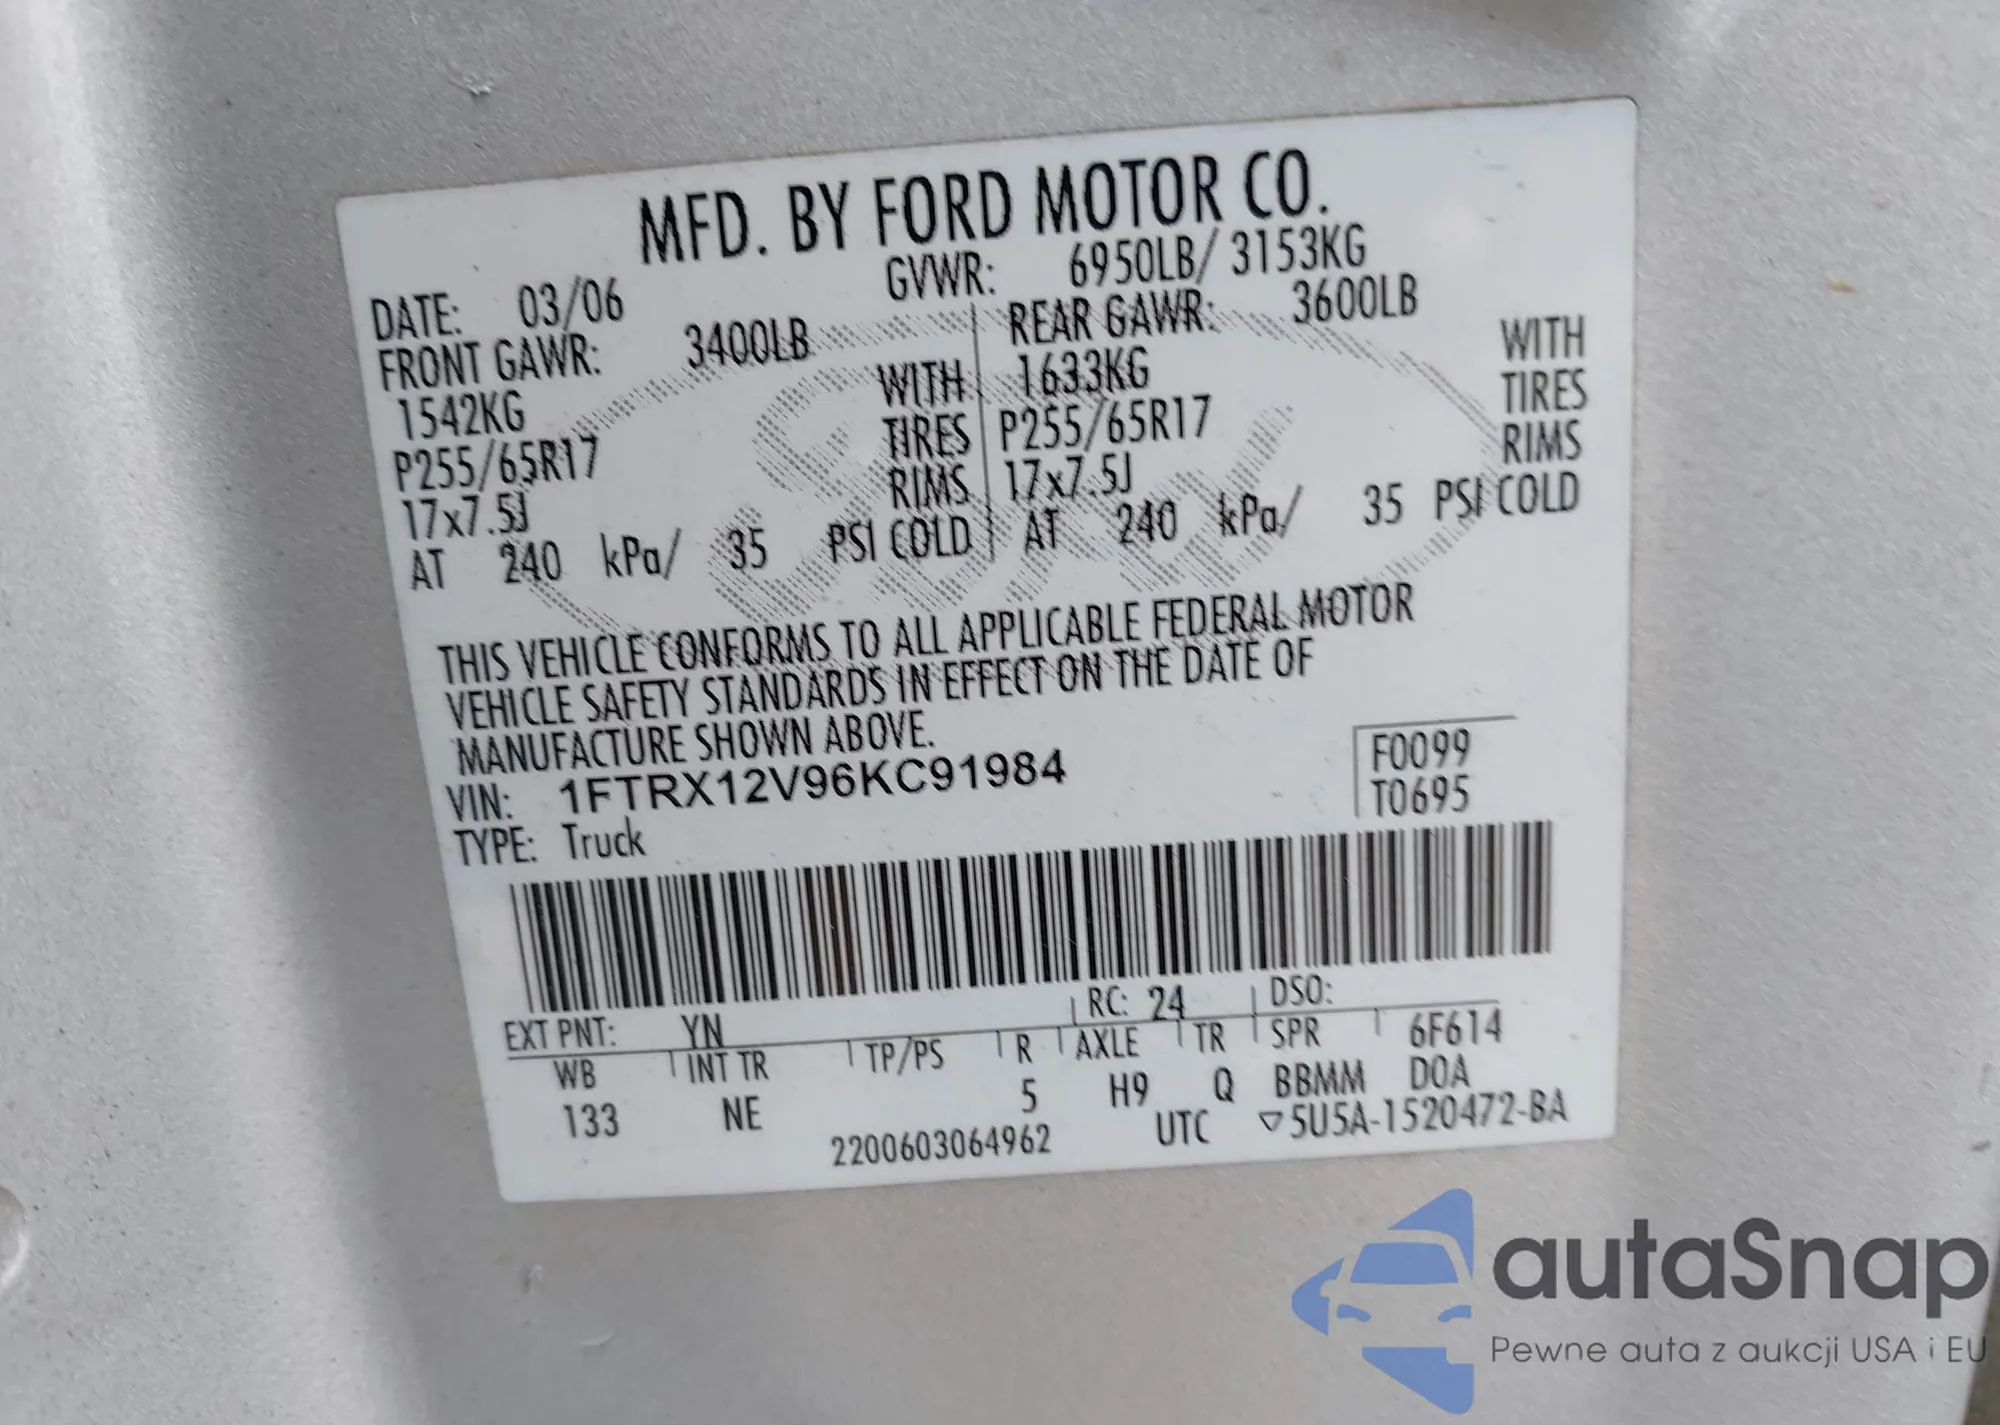 MFD. BY FORD MOTOR CO.
DATE: 03/06 GVWR: 6950LB/ 3153KG
FRONT GAWR: 3400LB REAR GAWR: 3600LB
1542KG WITH 1633KG WITH
P255/65R17 TIRES P255/65R17 TIRES
17x7.5J RIMS 17x7.5J RIMS
AT 240 kPa/ 35 PSI COLD AT 240 kPa/ 35 PSI COLD
THIS VEHICLE CONFORMS TO ALL APPLICABLE FEDERAL MOTOR
VEHICLE SAFETY STANDARDS IN EFFECT ON THE DATE OF
MANUFACTURE SHOWN ABOVE.
VIN: 1FTRX12V96KC91984 F0099
TYPE: Truck T0695
EXT PNT: YN RC: 24 DSO:
WB INT TR TP/PS R AXLE TR SPR 6F614
133 NE 5 H9 Q BBMM DOA
2200603064962 UTC ▽5U5A-1520472-BA
autaSnap
Pewne auta z aukcji USA i EU